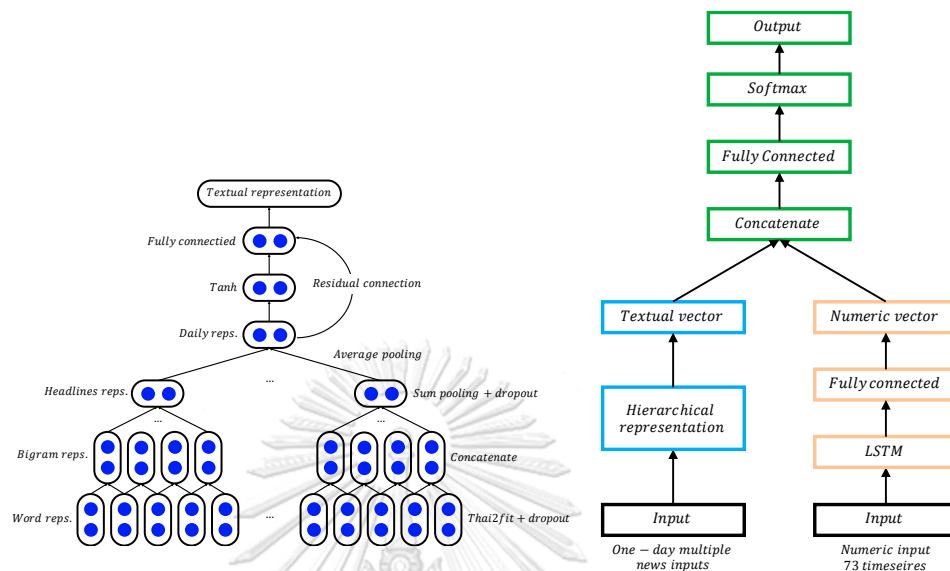 Textual representation
Fully connectied
Tanh
Residual connection
Daily reps.
Average pooling
...
Headlines reps.
Sum pooling + dropout
...
...
Bigram reps.
Concatenate
Word reps.
...
Thai2fit + dropout
Output
Softmax
Fully Connected
Concatenate
Textual vector
Numeric vector
Hierarchical
representation
Fully connected
LSTM
Input
Input
One − day multiple
news inputs
Numeric input
73 timeseires